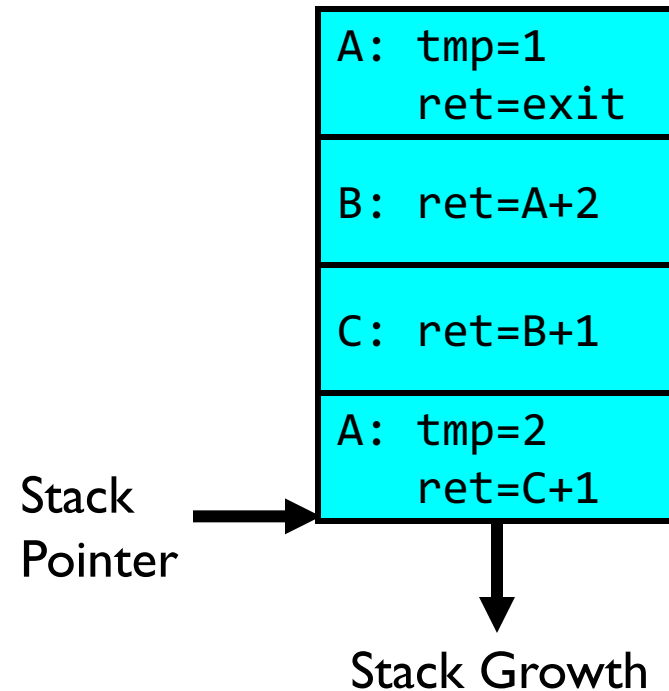 A: tmp=1
ret=exit
B: ret=A+2
C: ret=B+1
A: tmp=2
ret=C+1
Stack
Pointer
Stack Growth